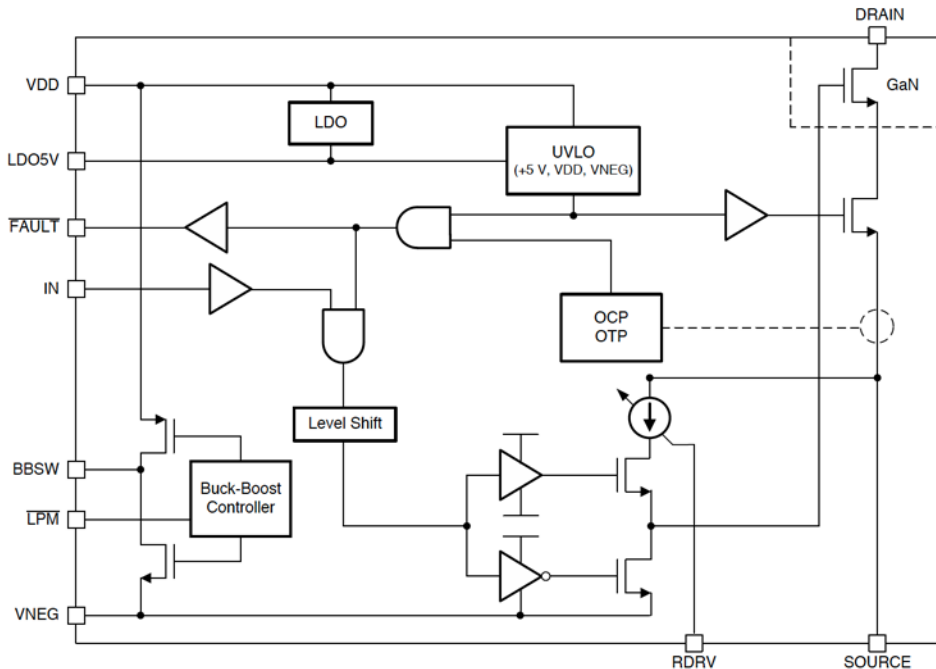 DRAIN
VDD
GaN
LDO
LDO5V
UVLO
(+5 V, VDD, VNEG)
FAULT
IN
OCP
OTP
Level Shift
BBSW
Buck-Boost
Controller
LPM
VNEG
RDRV
SOURCE